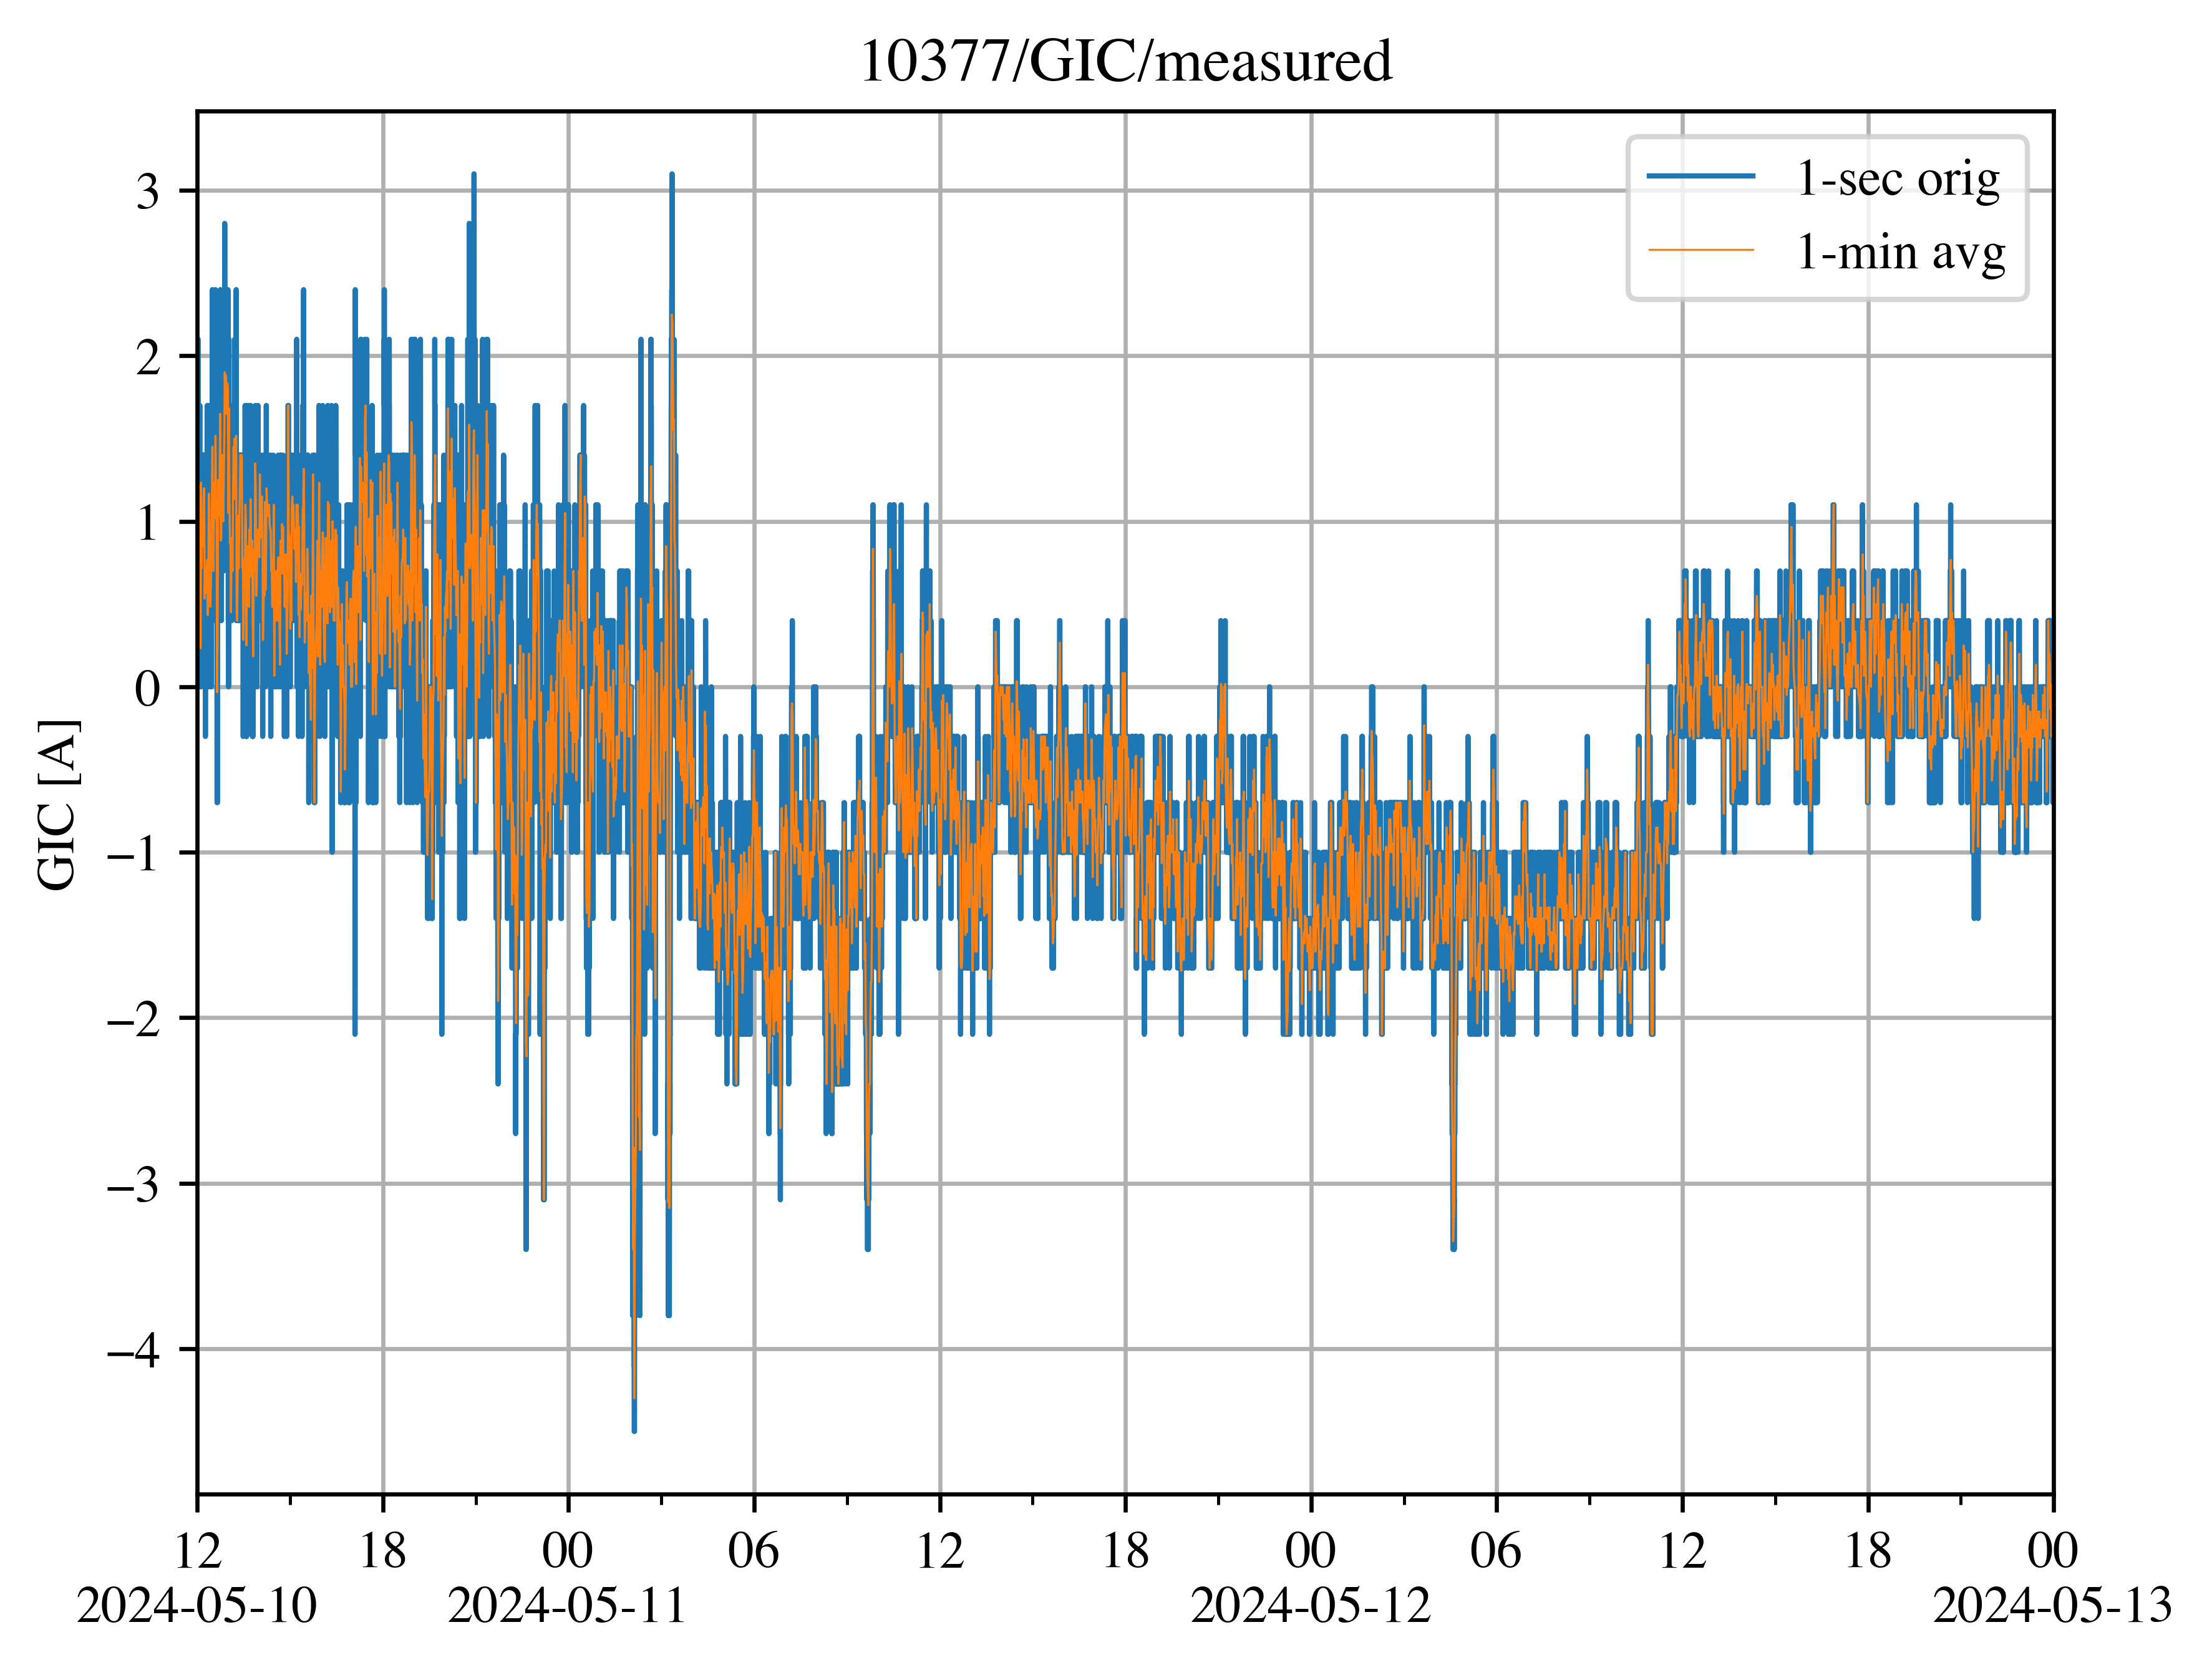 10377/GIC/measured
1-sec orig
1-min avg
GIC [A]
3
2
1
0
−1
−2
−3
−4
12 18 00 06 12 18 00 06 12 18 00
2024-05-10 2024-05-11 2024-05-12 2024-05-13